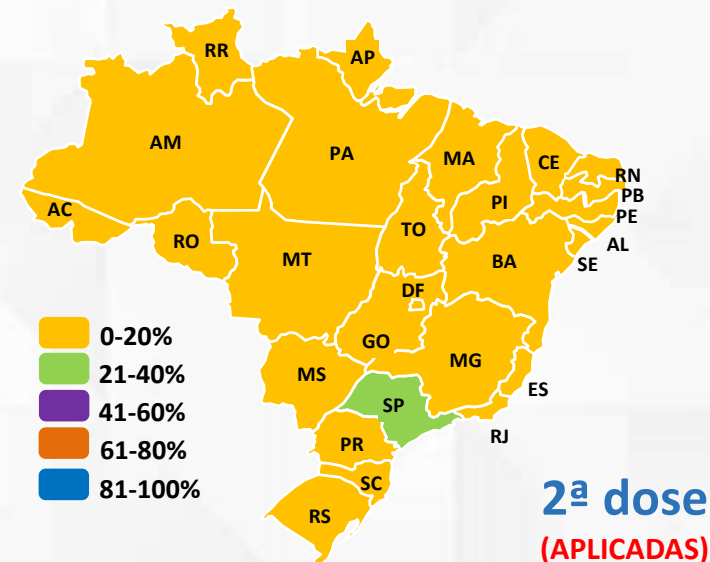 RR
AP
AM
PA
MA
CE
RN
PB
PE
AL
SE
PI
AC
RO
TO
MT
BA
DF
GO
MG
MS
ES
SP
RJ
PR
SC
RS
0-20%
21-40%
41-60%
61-80%
81-100%
2ª dose
(APLICADAS)